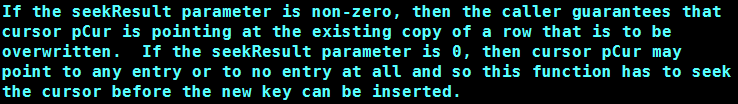 If the seekResult parameter is non-zero, then the caller guarantees that
cursor pCur is pointing at the existing copy of a row that is to be
overwritten.  If the seekResult parameter is 0, then cursor pCur may
point to any entry or to no entry at all and so this function has to seek
the cursor before the new key can be inserted.